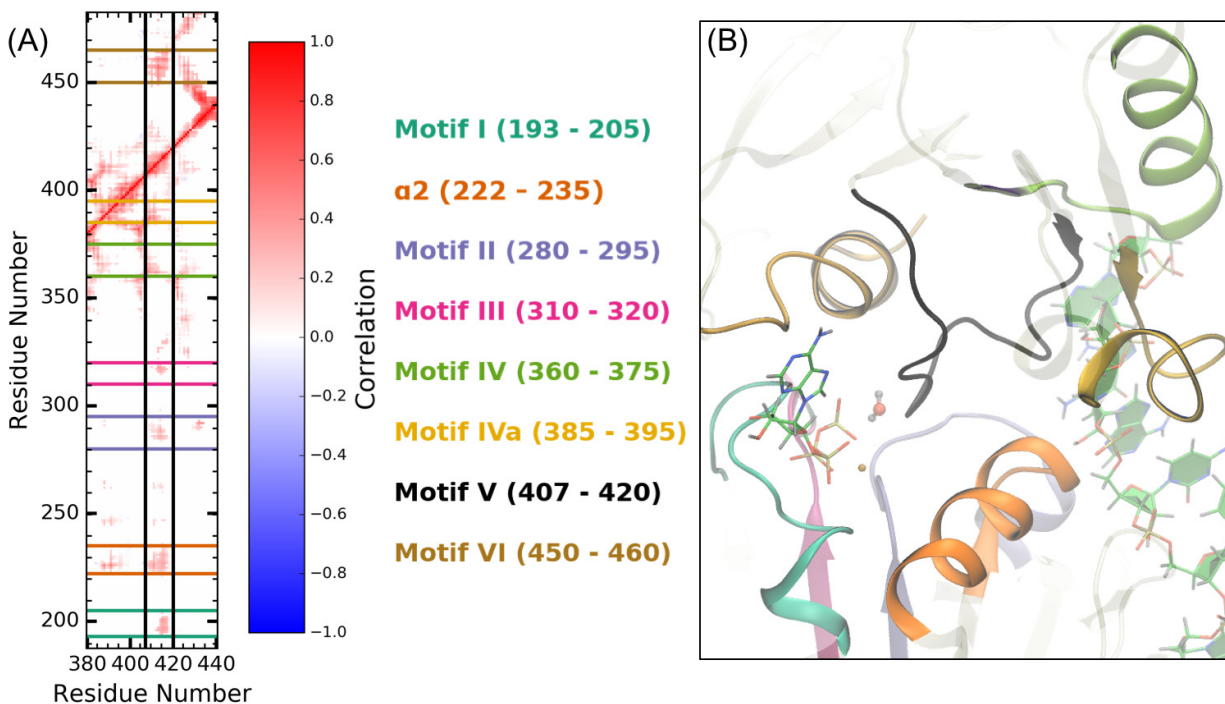 (A)
450
400
350
300
250
200
380 400 420 440
Residue Number
Residue Number
1.0
0.8
0.6
0.4
0.2
0.0
−0.2
−0.4
−0.6
−0.8
−1.0
Correlation
Motif I (193 - 205)
α2 (222 - 235)
Motif II (280 - 295)
Motif III (310 - 320)
Motif IV (360 - 375)
Motif IVa (385 - 395)
Motif V (407 - 420)
Motif VI (450 - 460)
(B)